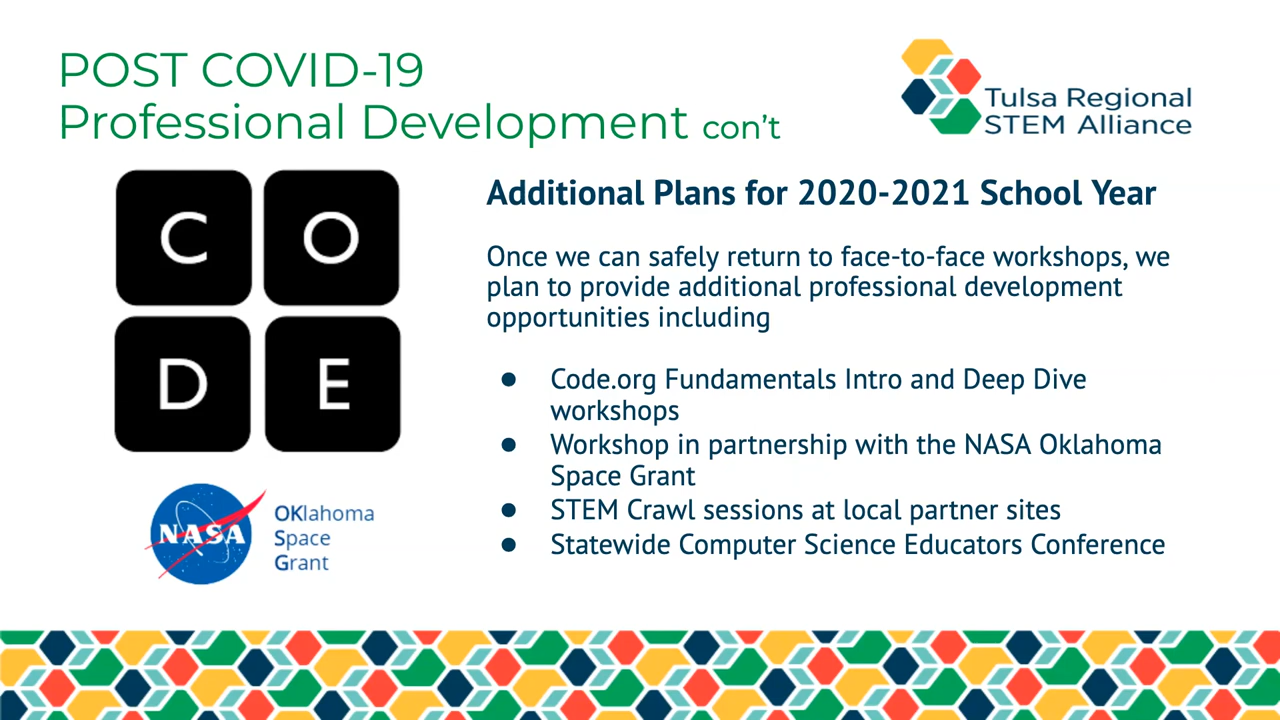 POST COVID-19
Professional Development con't
Tulsa Regional
STEM Alliance
C O
D E
Additional Plans for 2020-2021 School Year
Once we can safely return to face-to-face workshops, we
plan to provide additional professional development
opportunities including
● Code.org Fundamentals Intro and Deep Dive
workshops
● Workshop in partnership with the NASA Oklahoma
Space Grant
● STEM Crawl sessions at local partner sites
● Statewide Computer Science Educators Conference
NASA
OKlahoma
Space
Grant